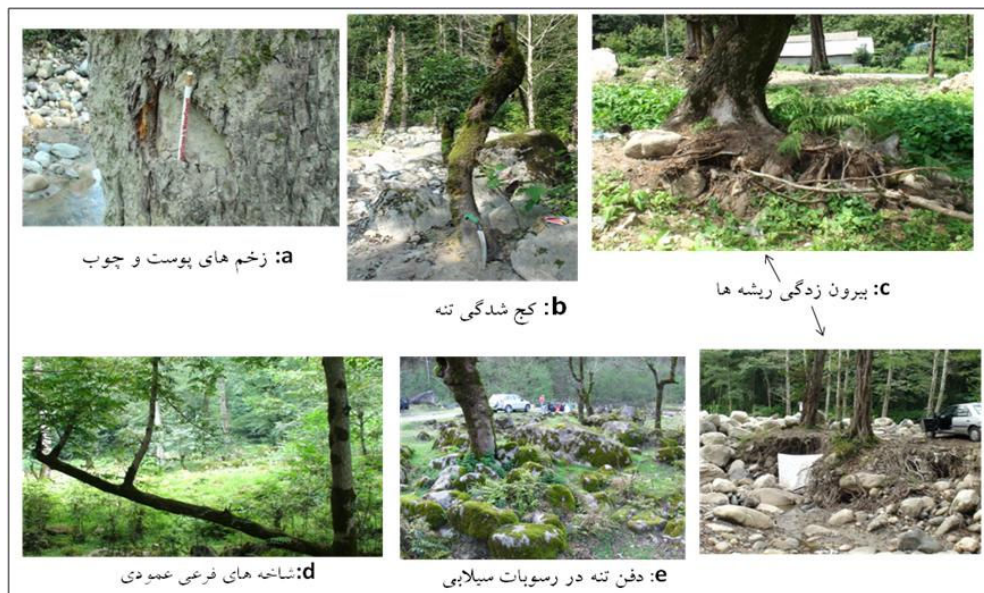 a: زخم های پوست و چوب
b: کج شدگی تنه
c: بیرون زدگی ریشه ها
d:شاخه های فرعی عمودی
e: دفن تنه در رسوبات سیلابی